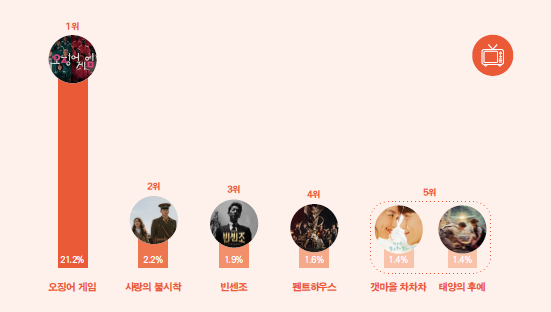 1위
오징어 게임
2위
3위
4위
5위
빈센조
21.2%
2.2%
1.9%
1.6%
1.4%
1.4%
오징어 게임
사랑의 불시착
빈센조
펜트하우스
갯마을 차차차
태양의 후예